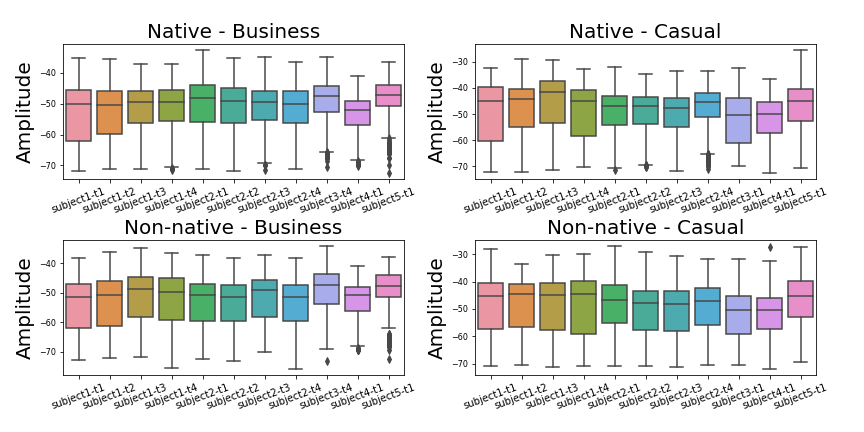 Native - Business
Amplitude
−40
−50
−60
−70
subject1-t1 subject1-t2 subject1-t3 subject1-t4 subject2-t1 subject2-t2 subject2-t3 subject2-t4 subject3-t1 subject4-t1 subject5-t1
Native - Casual
Amplitude
−30
−40
−50
−60
−70
subject1-t1 subject1-t2 subject1-t3 subject1-t4 subject2-t1 subject2-t2 subject2-t3 subject2-t4 subject3-t1 subject4-t1 subject5-t1
Non-native - Business
Amplitude
−40
−50
−60
−70
subject1-t1 subject1-t2 subject1-t3 subject1-t4 subject2-t1 subject2-t2 subject2-t3 subject2-t4 subject3-t1 subject4-t1 subject5-t1
Non-native - Casual
Amplitude
−30
−40
−50
−60
−70
subject1-t1 subject1-t2 subject1-t3 subject1-t4 subject2-t1 subject2-t2 subject2-t3 subject2-t4 subject3-t1 subject4-t1 subject5-t1